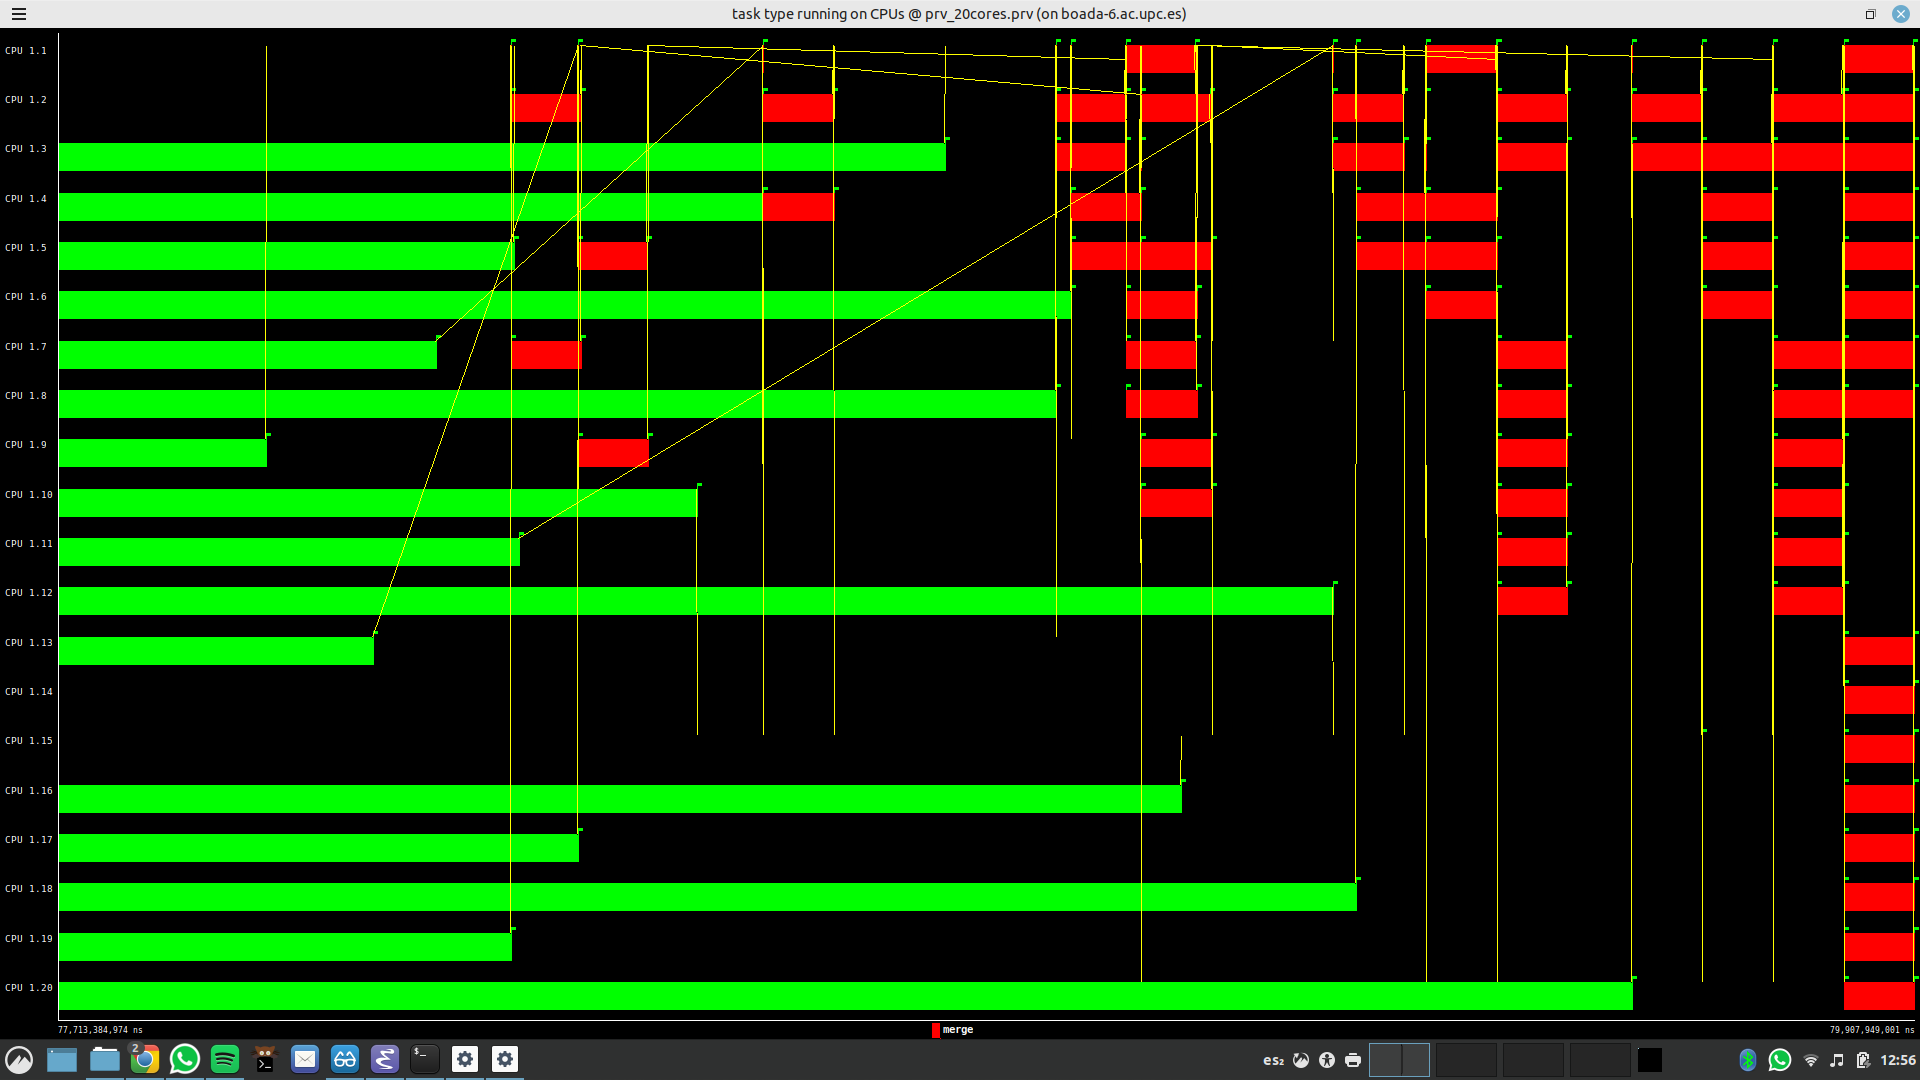 task type running on CPUs @ prv_20cores.prv (on boada-6.ac.upc.es)
CPU 1.1
CPU 1.2
CPU 1.3
CPU 1.4
CPU 1.5
CPU 1.6
CPU 1.7
CPU 1.8
CPU 1.9
CPU 1.10
CPU 1.11
CPU 1.12
CPU 1.13
CPU 1.14
CPU 1.15
CPU 1.16
CPU 1.17
CPU 1.18
CPU 1.19
CPU 1.20
77,713,384,974 ns
merge
79,907,949,001 ns
2
es₂
12:56